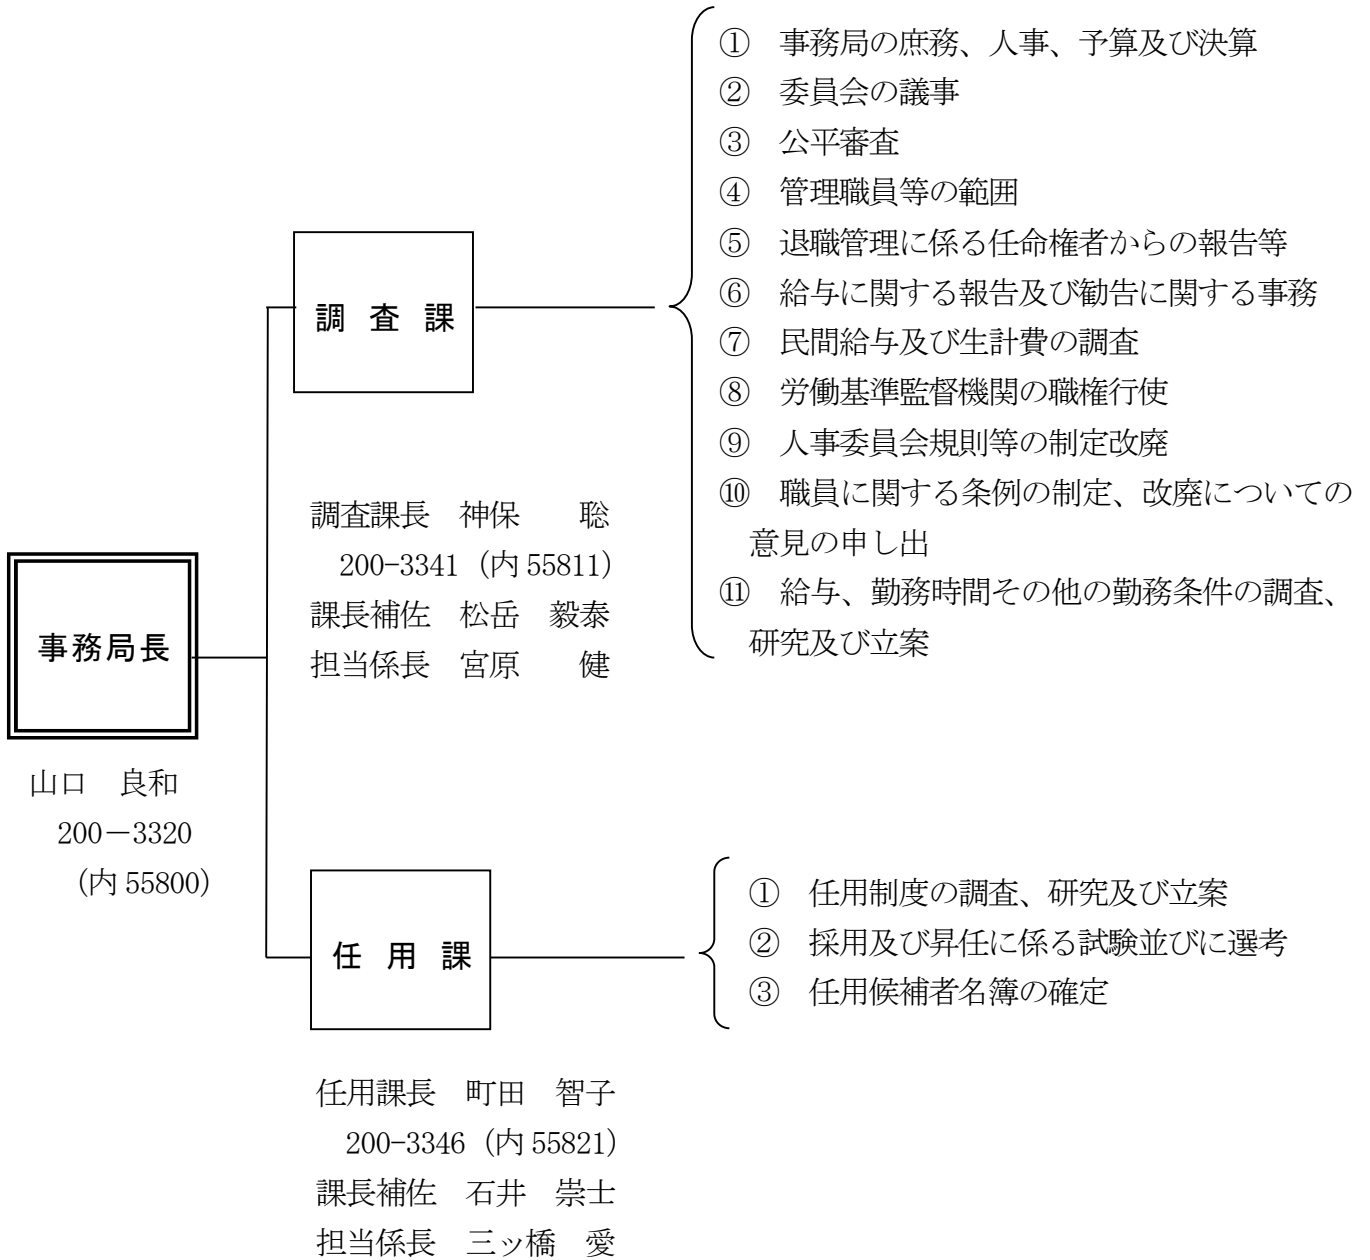 事務局長
山口　良和
200－3320
（内 55800）
調 査 課
調査課長　神保　　聡
200-3341（内 55811）
課長補佐　松岳　毅泰
担当係長　宮原　　健
①　事務局の庶務、人事、予算及び決算
②　委員会の議事
③　公平審査
④　管理職員等の範囲
⑤　退職管理に係る任命権者からの報告等
⑥　給与に関する報告及び勧告に関する事務
⑦　民間給与及び生計費の調査
⑧　労働基準監督機関の職権行使
⑨　人事委員会規則等の制定改廃
⑩　職員に関する条例の制定、改廃についての
意見の申し出
⑪　給与、勤務時間その他の勤務条件の調査、
研究及び立案
任 用 課
任用課長　町田　智子
200-3346（内 55821）
課長補佐　石井　崇士
担当係長　三ッ橋　愛
①　任用制度の調査、研究及び立案
②　採用及び昇任に係る試験並びに選考
③　任用候補者名簿の確定